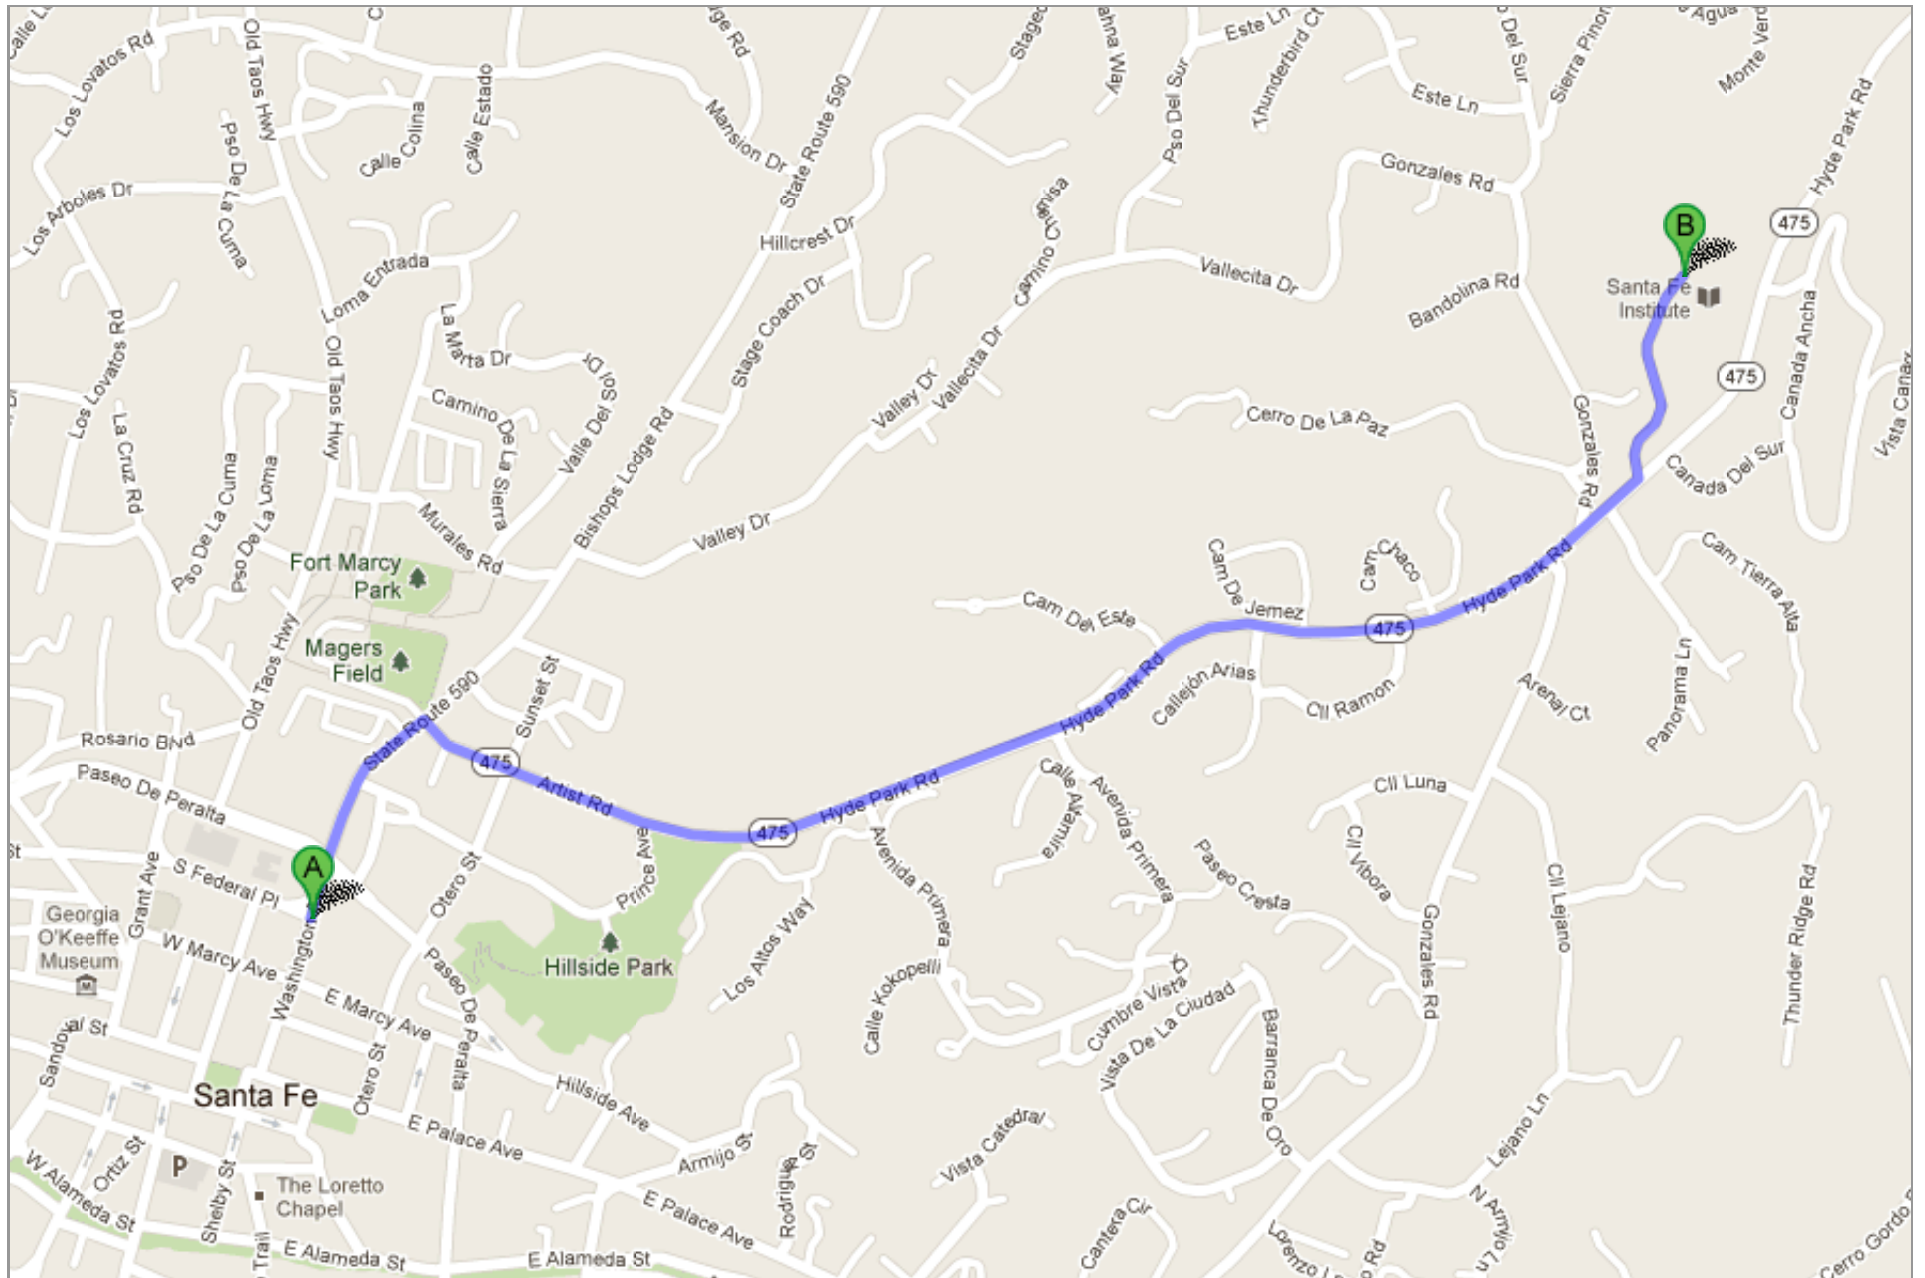 Los Lovatos Rd
Old Taos Hwy
Calle Colina
Calle Estado
Mansion Dr
State Route 590
Pso Del Sur
Este Ln
Thunderbird Ct
Este Ln
Sierra Pinon
Monte Ver
Hyde Park Rd
Pso De La Cuma
Los Arboles Dr
Loma Entrada
Hillcrest Dr
Gonzales Rd
475
B
Santa Fe
Institute
Vallecita Dr
Bandolina Rd
Stage Coach Dr
La Marta Dr
Valle Del Sol Dr
Camino De La Sierra
Old Taos Hwy
Los Lovatos Rd
La Cruz Rd
Pso De La Cuma
Pso De La Loma
Valley Dr
Vallecita Dr
Cerro De La Paz
Gonzales Rd
475
Canada Ancha
Canada Del Sur
Bishops Lodge Rd
Murales Rd
Valley Dr
Fort Marcy
Park
Magers
Field
Cam Del Este
Cam De Jemez
Cam Chaco
475
Hyde Park Rd
Cam Tierra Alta
Panorama Ln
Arenal Ct
Old Taos Hwy
Sunset St
State Route 590
Rosario Blvd
Paseo De Peralta
475
Artist Rd
475
Hyde Park Rd
Hyde Park Rd
Callejón Arias
Cll Ramon
Cll Luna
Calle Altamira
Avenida Primera
Paseo Cresta
Cll Vibora
Cll Lejano
Thunder Ridge Rd
A
S Federal Pl
Grant Ave
Georgia
O'Keeffe
Museum
W Marcy Ave
Washington
E Marcy Ave
Otero St
Prince Ave
Hillside Park
Los Altos Way
Avenida Primera
Calle Kokopelli
Cumbre Vista Dr
Vista De La Ciudad
Barranca De Oro
Gonzales Rd
Paseo De Peralta
Sandoval St
Santa Fe
Otero St
Hillside Ave
E Palace Ave
Armijo St
Vista Catedral
Lejano Ln
N Armijo Ln
W Alameda St
Ortiz St
P
Shelby St
The Loretto
Chapel
E Alameda St
E Alameda St
E Palace Ave
Cerro Gordo